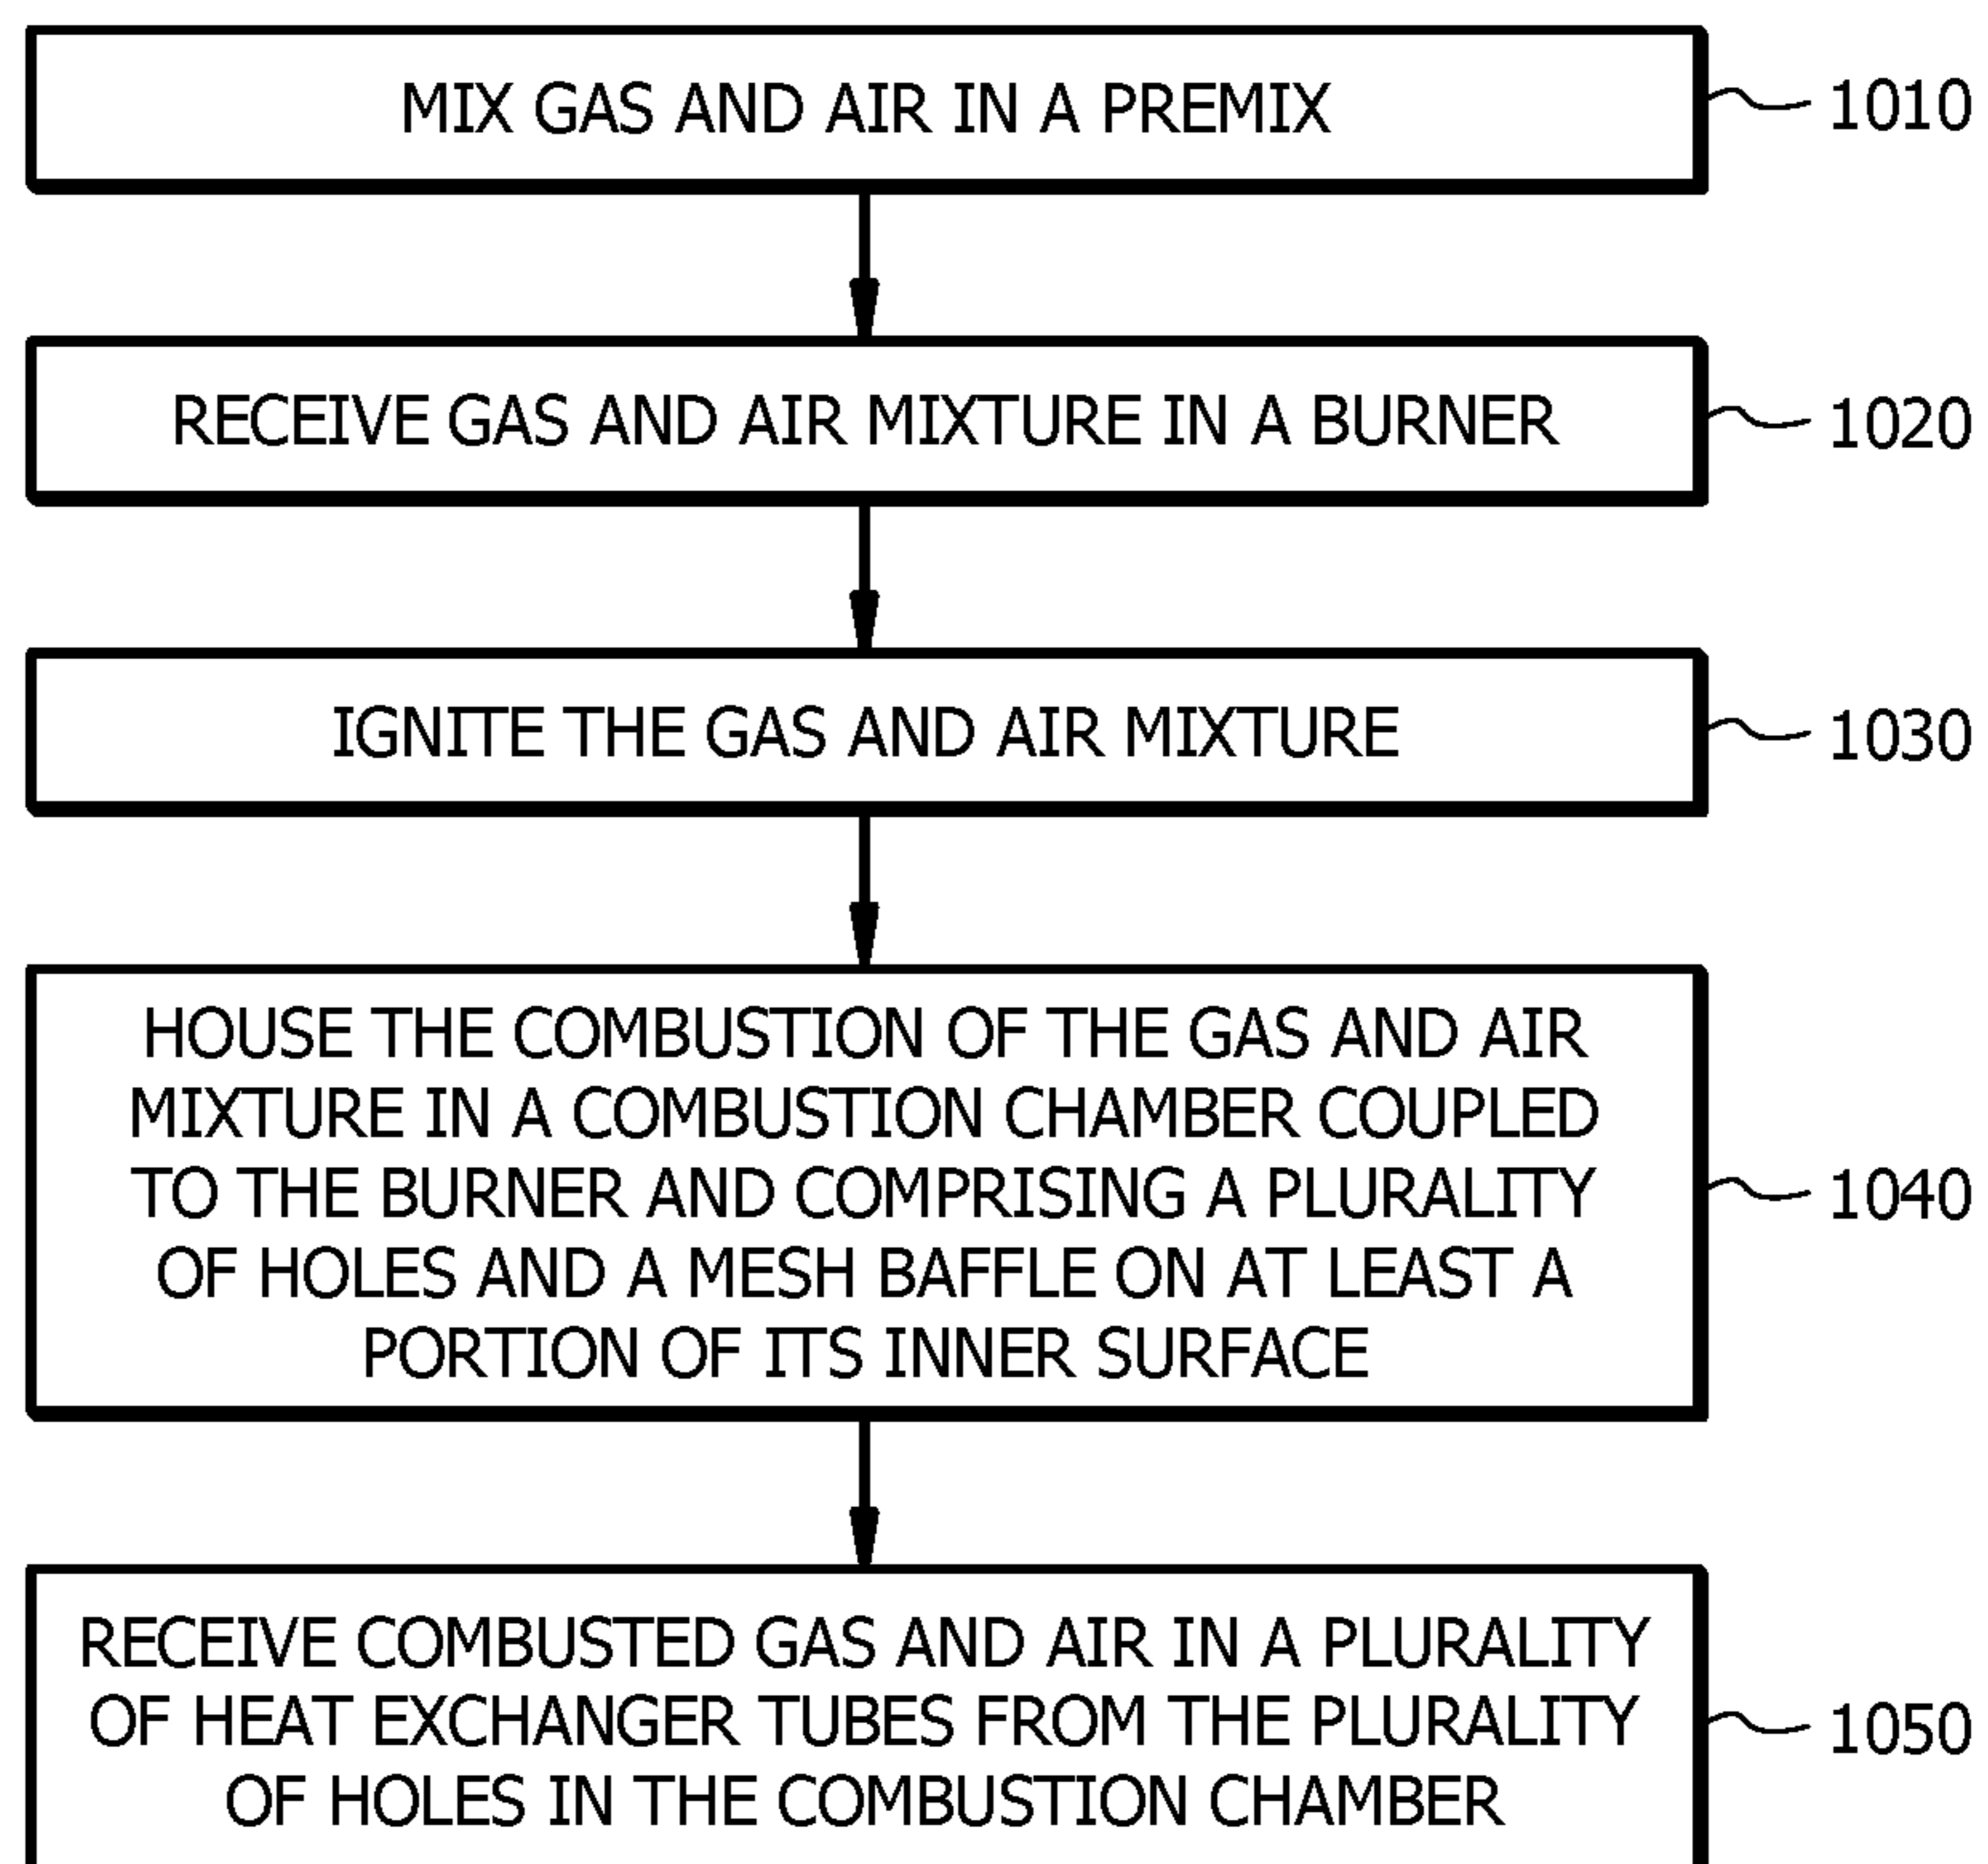 MIX GAS AND AIR IN A PREMIX
1010
RECEIVE GAS AND AIR MIXTURE IN A BURNER
1020
IGNITE THE GAS AND AIR MIXTURE
1030
HOUSE THE COMBUSTION OF THE GAS AND AIR
MIXTURE IN A COMBUSTION CHAMBER COUPLED
TO THE BURNER AND COMPRISING A PLURALITY
OF HOLES AND A MESH BAFFLE ON AT LEAST A
PORTION OF ITS INNER SURFACE
1040
RECEIVE COMBUSTED GAS AND AIR IN A PLURALITY
OF HEAT EXCHANGER TUBES FROM THE PLURALITY
OF HOLES IN THE COMBUSTION CHAMBER
1050